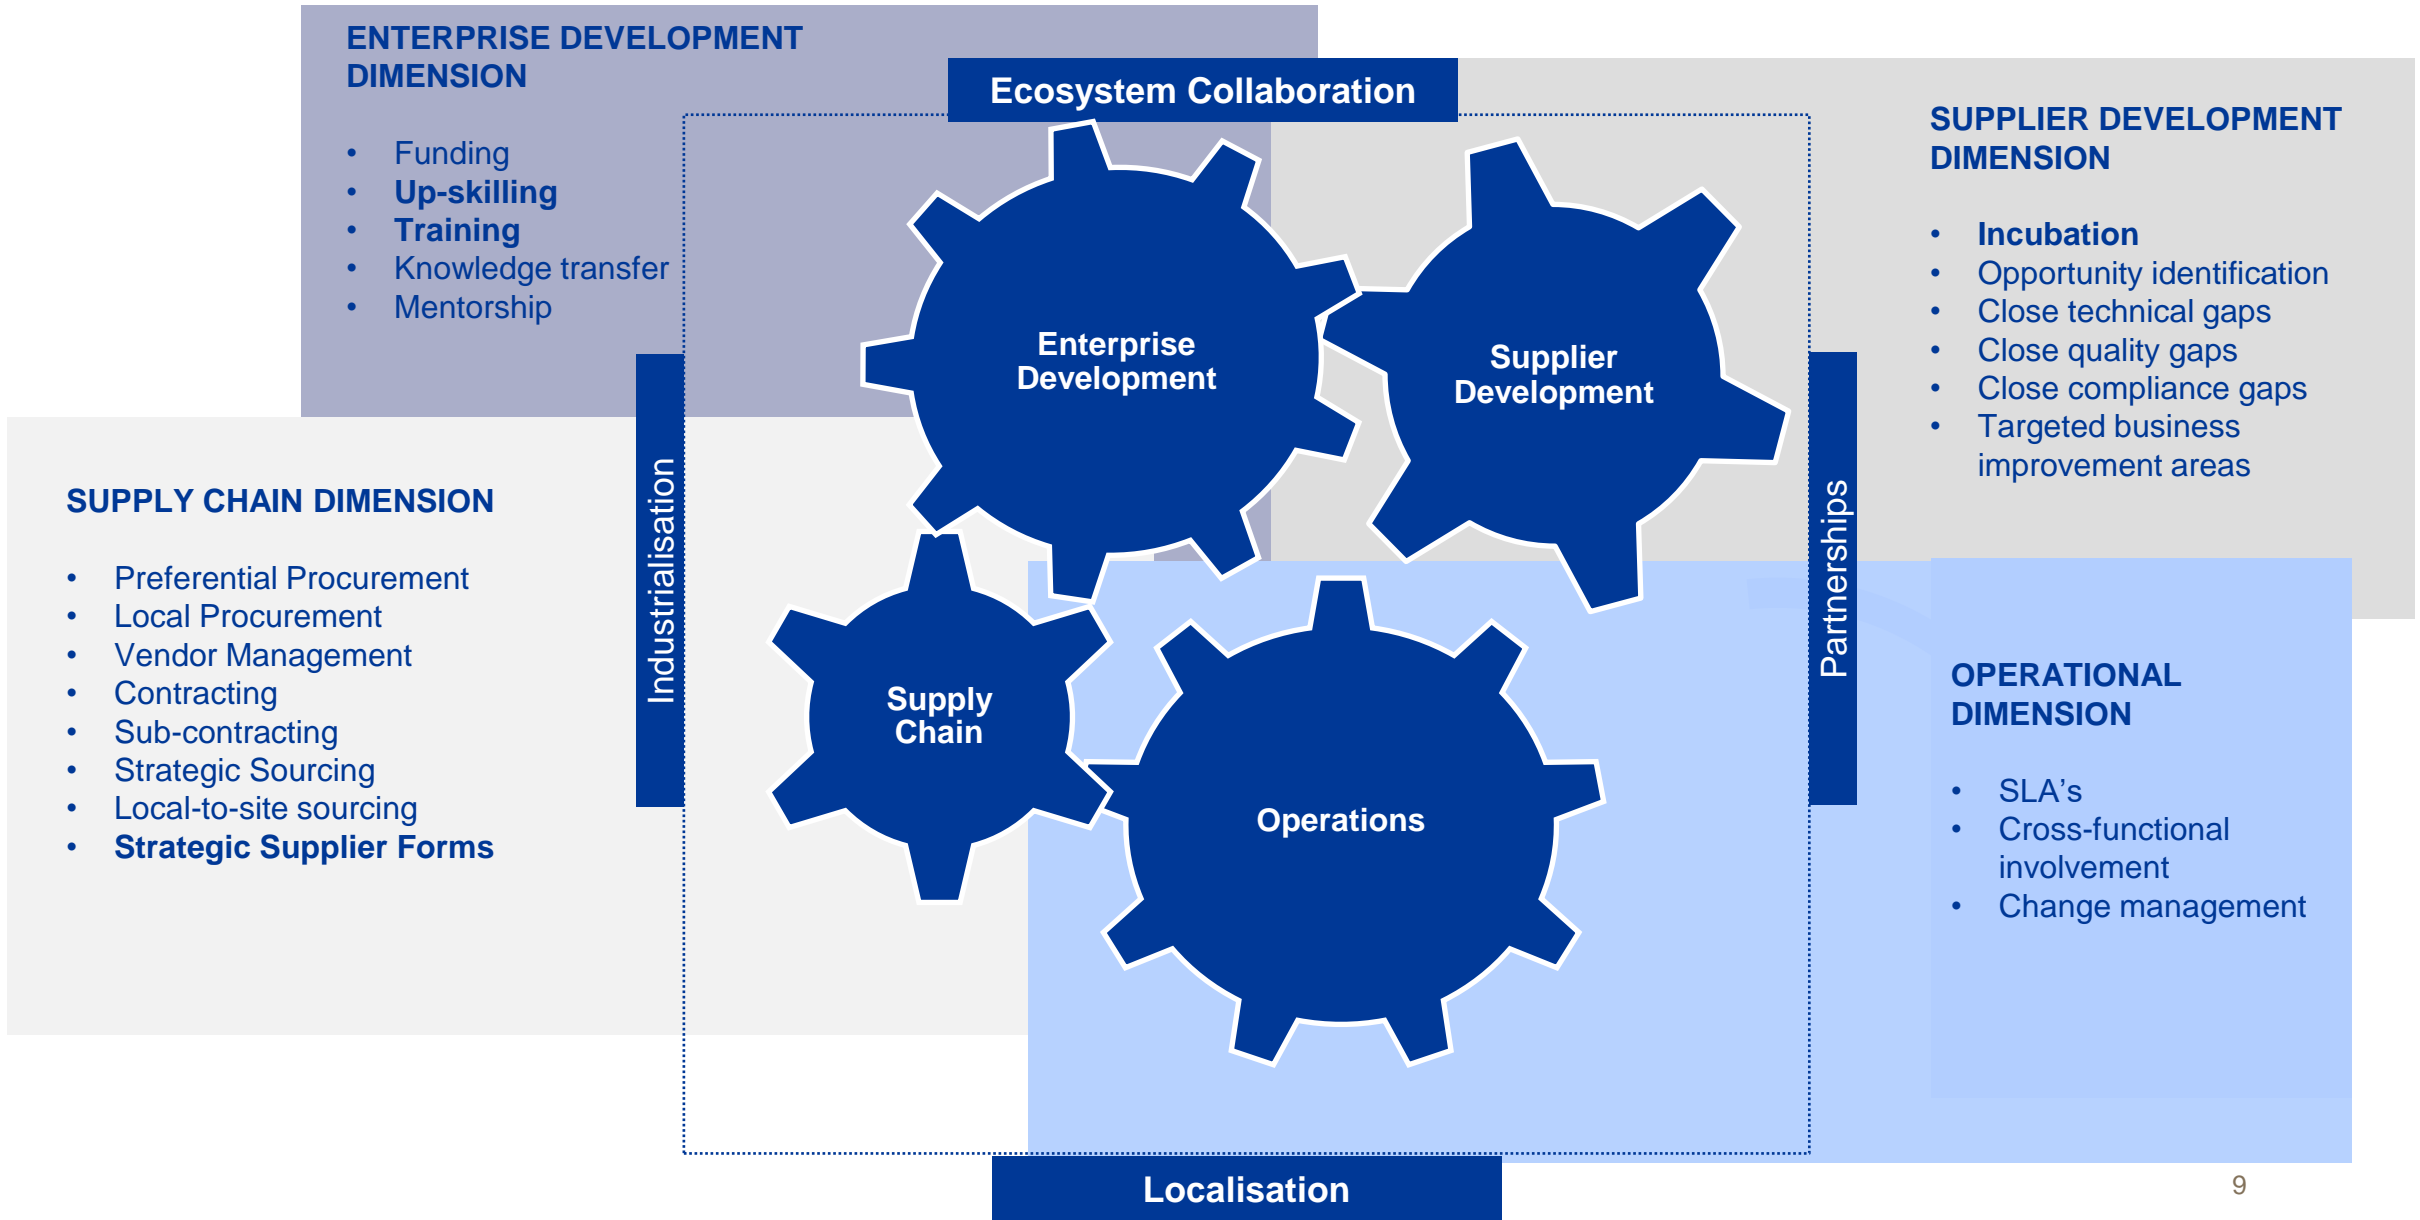 ENTERPRISE DEVELOPMENT
DIMENSION
• Funding
• Up-skilling
• Training
• Knowledge transfer
• Mentorship
Ecosystem Collaboration
SUPPLIER DEVELOPMENT
DIMENSION
• Incubation
• Opportunity identification
• Close technical gaps
• Close quality gaps
• Close compliance gaps
• Targeted business
improvement areas
Enterprise
Development
Supplier
Development
Industrialisation
Partnerships
SUPPLY CHAIN DIMENSION
• Preferential Procurement
• Local Procurement
• Vendor Management
• Contracting
• Sub-contracting
• Strategic Sourcing
• Local-to-site sourcing
• Strategic Supplier Forms
Supply
Chain
Operations
OPERATIONAL
DIMENSION
• SLA’s
• Cross-functional
involvement
• Change management
Localisation
9